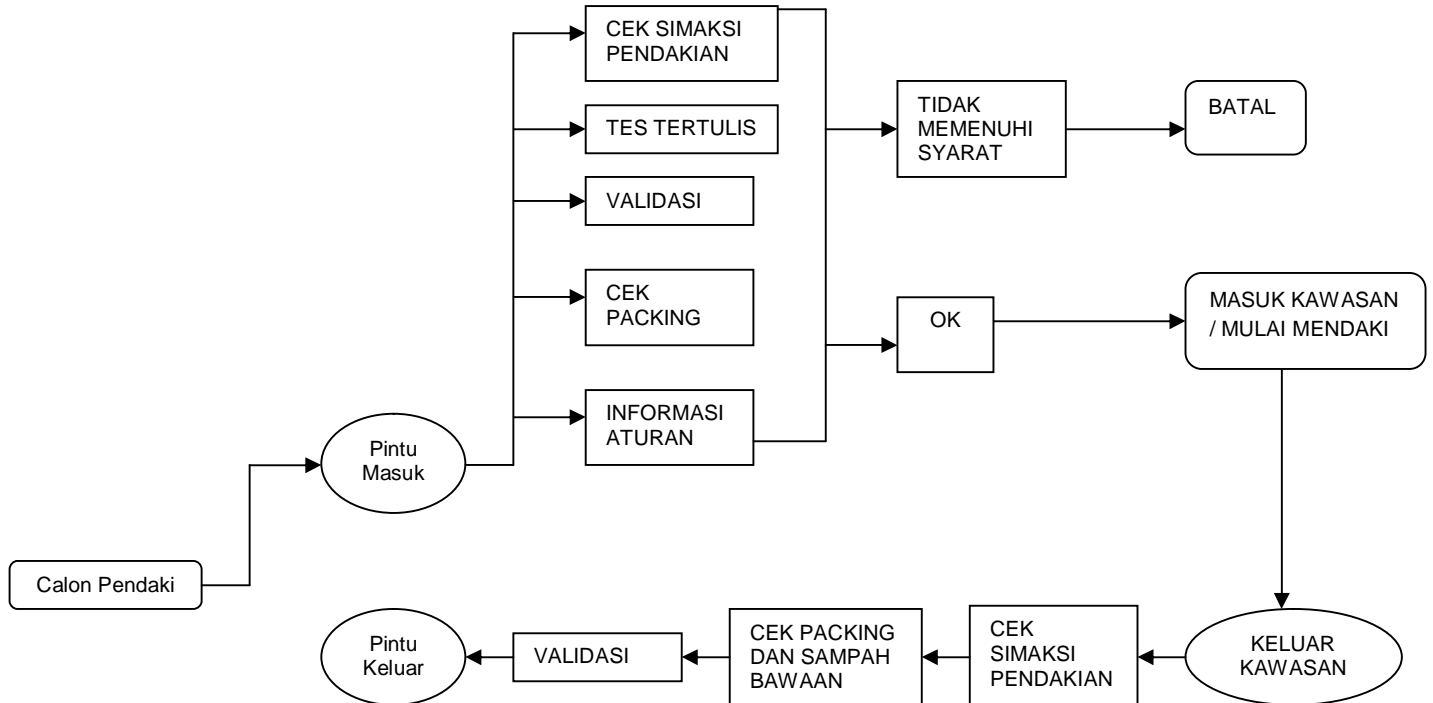 CEK SIMAKSI
PENDAKIAN
TES TERTULIS
VALIDASI
CEK
PACKING
INFORMASI
ATURAN
TIDAK
MEMENUHI
SYARAT
BATAL
OK
MASUK KAWASAN
/ MULAI MENDAKI
Pintu
Masuk
Calon Pendaki
Pintu
Keluar
VALIDASI
CEK PACKING
DAN SAMPAH
BAWAAN
CEK
SIMAKSI
PENDAKIAN
KELUAR
KAWASAN